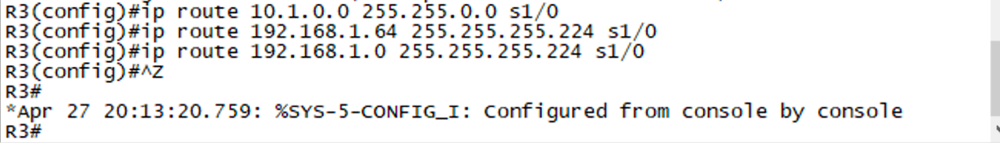 R3(config)#ip route 10.1.0.0 255.255.0.0 s1/0
R3(config)#ip route 192.168.1.64 255.255.255.224 s1/0
R3(config)#ip route 192.168.1.0 255.255.255.224 s1/0
R3(config)#^Z
R3#
*Apr 27 20:13:20.759: %SYS-5-CONFIG_I: Configured from console by console
R3#